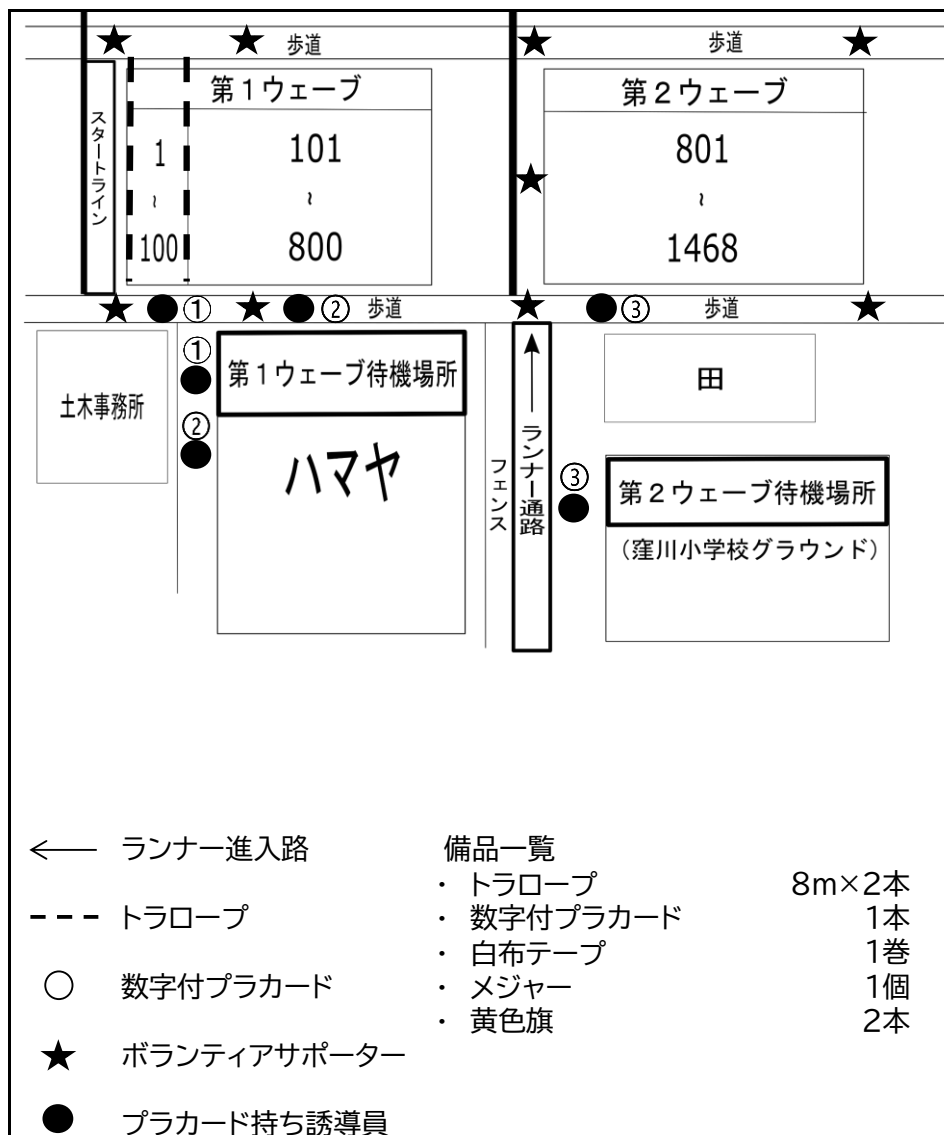 歩道
歩道
スタートライン
第1ウェーブ
1
~
100
101
~
800
第2ウェーブ
801
~
1468
①
②
歩道
③
歩道
土木事務所
①
②
第1ウェーブ待機場所
ハマヤ
フェンス
ランナー通路
③
田
第2ウェーブ待機場所
(窪川小学校グラウンド)
ランナー進入路
トラロープ
数字付プラカード
ボランティアサポーター
プラカード持ち誘導員
備品一覧
・ トラロープ 8m×2本
・ 数字付プラカード 1本
・ 白布テープ 1巻
・ メジャー 1個
・ 黄色旗 2本